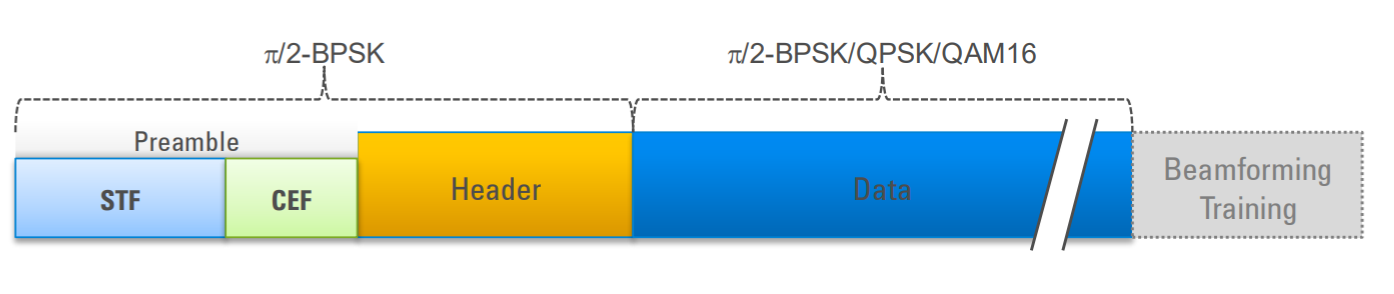 π/2-BPSK
π/2-BPSK/QPSK/QAM16
Preamble
STF
CEF
Header
Data
Beamforming
Training